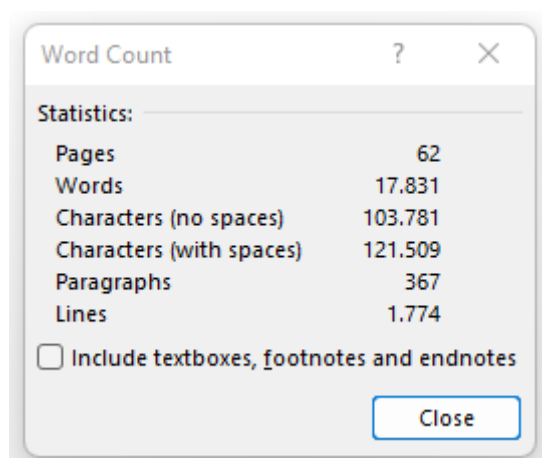 Word Count ?
Statistics:
Pages 62
Words 17.831
Characters (no spaces) 103.781
Characters (with spaces) 121.509
Paragraphs 367
Lines 1.774
Include textboxes, footnotes and endnotes
Close